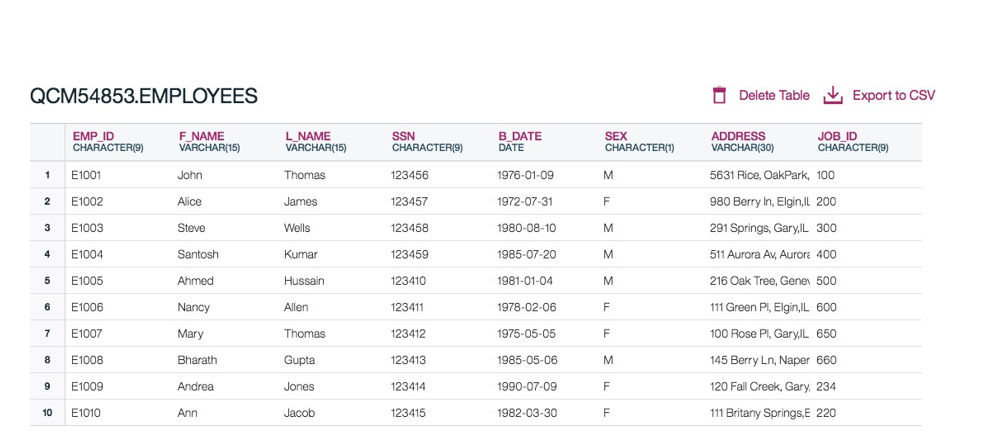 QCM54853.EMPLOYEES Delete Table Export to CSV
EMP_ID F_NAME L_NAME SSN B_DATE SEX ADDRESS JOB_ID
CHARACTER(9) VARCHAR(15) VARCHAR(15) CHARACTER(9) DATE CHARACTER(1) VARCHAR(30) CHARACTER(9)
1 E1001 John Thomas 123456 1976-01-09 M 5631 Rice, OakPark, 100
2 E1002 Alice James 123457 1972-07-31 F 980 Berry ln, Elgin,IL 200
3 E1003 Steve Wells 123458 1980-08-10 M 291 Springs, Gary,IL 300
4 E1004 Santosh Kumar 123459 1985-07-20 M 511 Aurora Av, Aurora 400
5 E1005 Ahmed Hussain 123410 1981-01-04 M 216 Oak Tree, Genev 500
6 E1006 Nancy Allen 123411 1978-02-06 F 111 Green Pl, Elgin,IL 600
7 E1007 Mary Thomas 123412 1975-05-05 F 100 Rose Pl, Gary,IL 650
8 E1008 Bharath Gupta 123413 1985-05-06 M 145 Berry Ln, Naper 660
9 E1009 Andrea Jones 123414 1990-07-09 F 120 Fall Creek, Gary, 234
10 E1010 Ann Jacob 123415 1982-03-30 F 111 Britany Springs,E 220